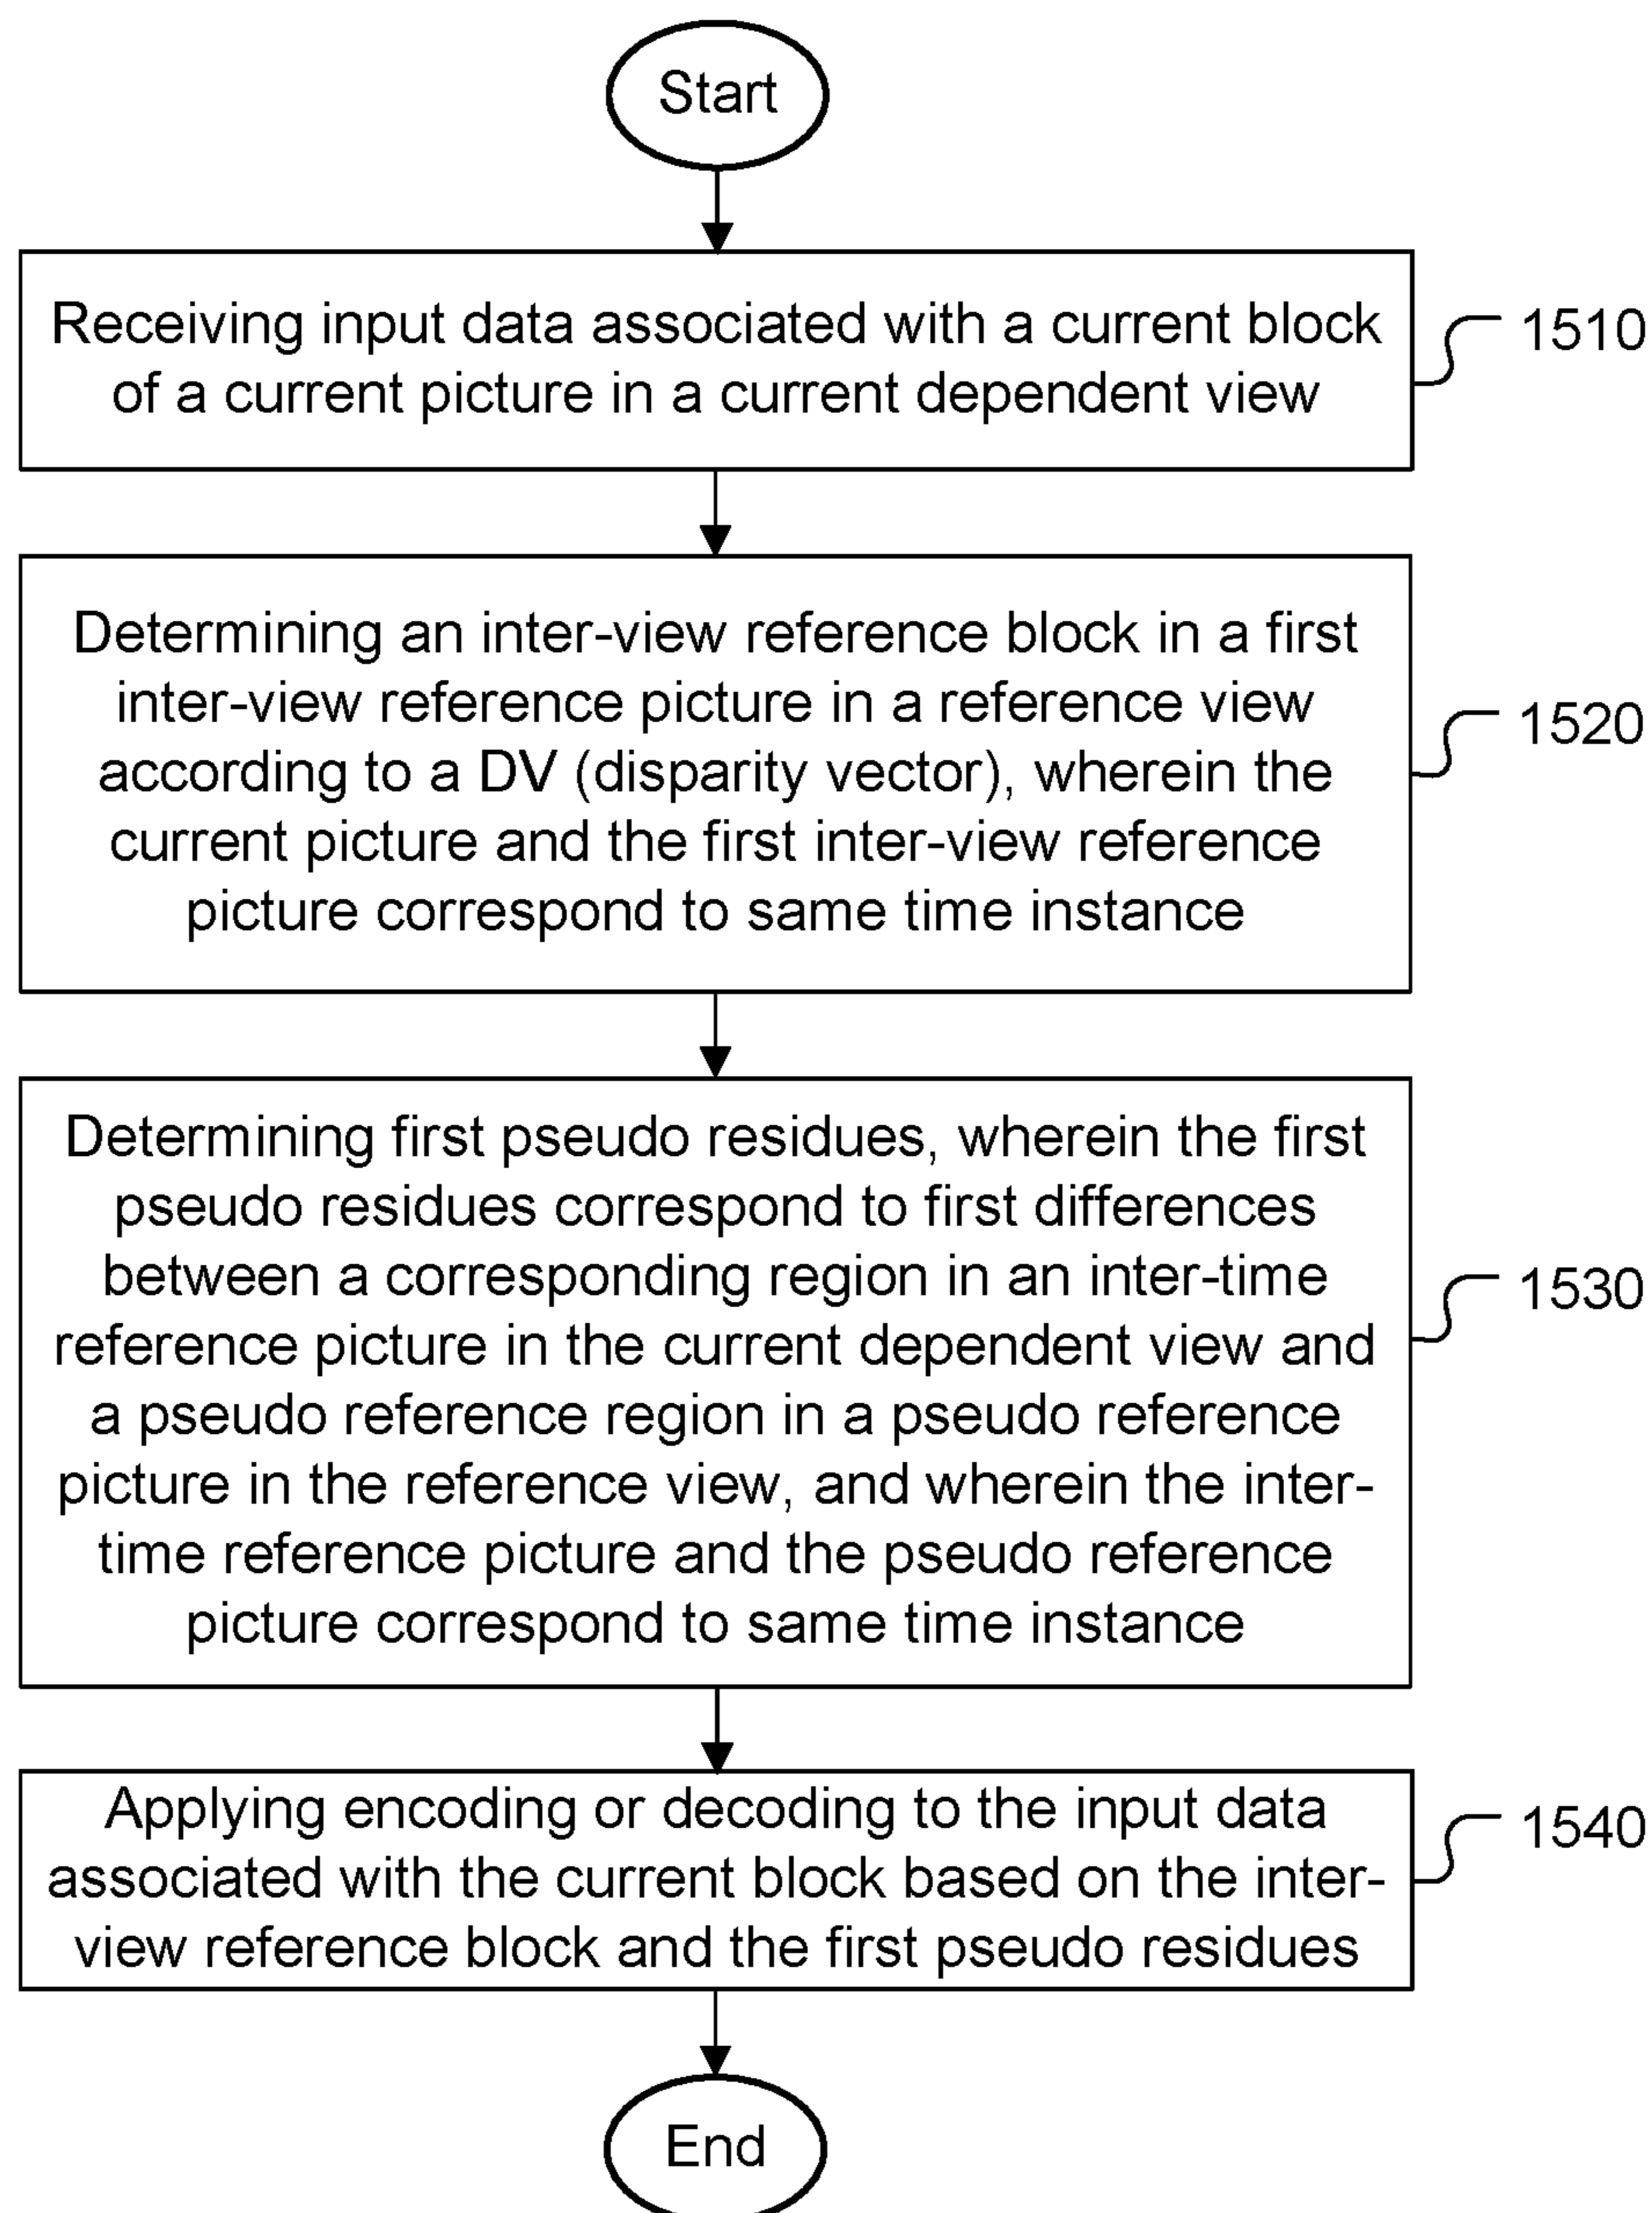 Start
Receiving input data associated with a current block
of a current picture in a current dependent view
1510
Determining an inter-view reference block in a first
inter-view reference picture in a reference view
according to a DV (disparity vector), wherein the
current picture and the first inter-view reference
picture correspond to same time instance
1520
Determining first pseudo residues, wherein the first
pseudo residues correspond to first differences
between a corresponding region in an inter-time
reference picture in the current dependent view and
a pseudo reference region in a pseudo reference
picture in the reference view, and wherein the inter-
time reference picture and the pseudo reference
picture correspond to same time instance
1530
Applying encoding or decoding to the input data
associated with the current block based on the inter-
view reference block and the first pseudo residues
1540
End